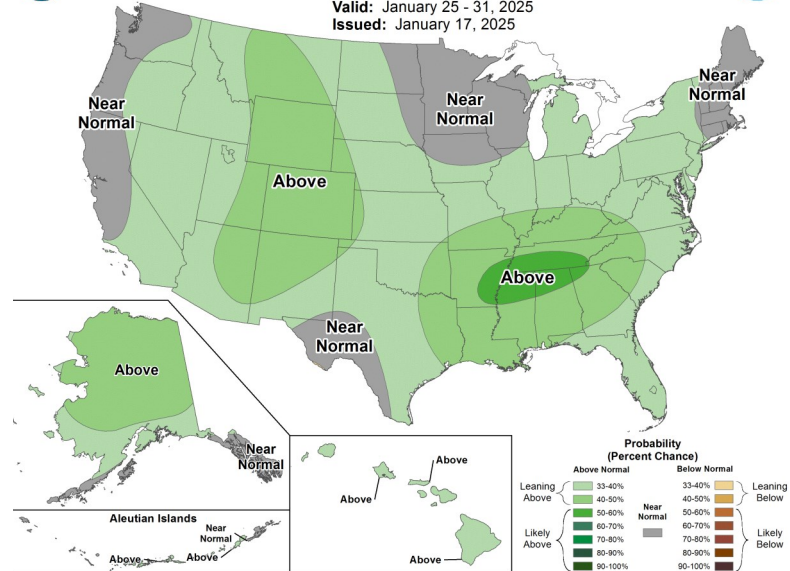 Valid: January 25 - 31, 2025
Issued: January 17, 2025
Near
Normal
Near
Normal
Near
Normal
Above
Above
Near
Normal
Above
Near
Normal
Above
Above
Above
Aleutian Islands
Near
Normal
Above
Above
Probability
(Percent Chance)
Above Normal
Below Normal
Leaning
Above
33-40%
40-50%
Likely
Above
50-60%
60-70%
70-80%
80-90%
90-100%
Near
Normal
33-40%
40-50%
Leaning
Below
50-60%
60-70%
70-80%
80-90%
90-100%
Likely
Below